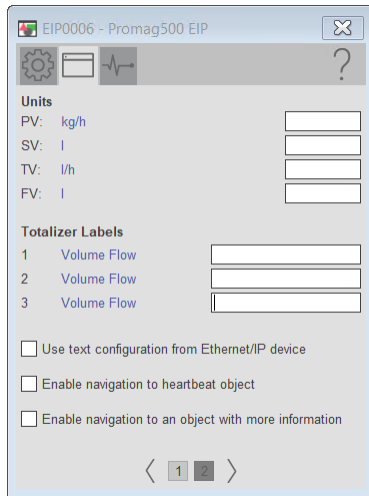 EIP0006 - Promag500 EIP
?
Units
PV: kg/h
SV: l
TV: l/h
FV: l
Totalizer Labels
1 Volume Flow
2 Volume Flow
3 Volume Flow
Use text configuration from Ethernet/IP device
Enable navigation to heartbeat object
Enable navigation to an object with more information
1 2